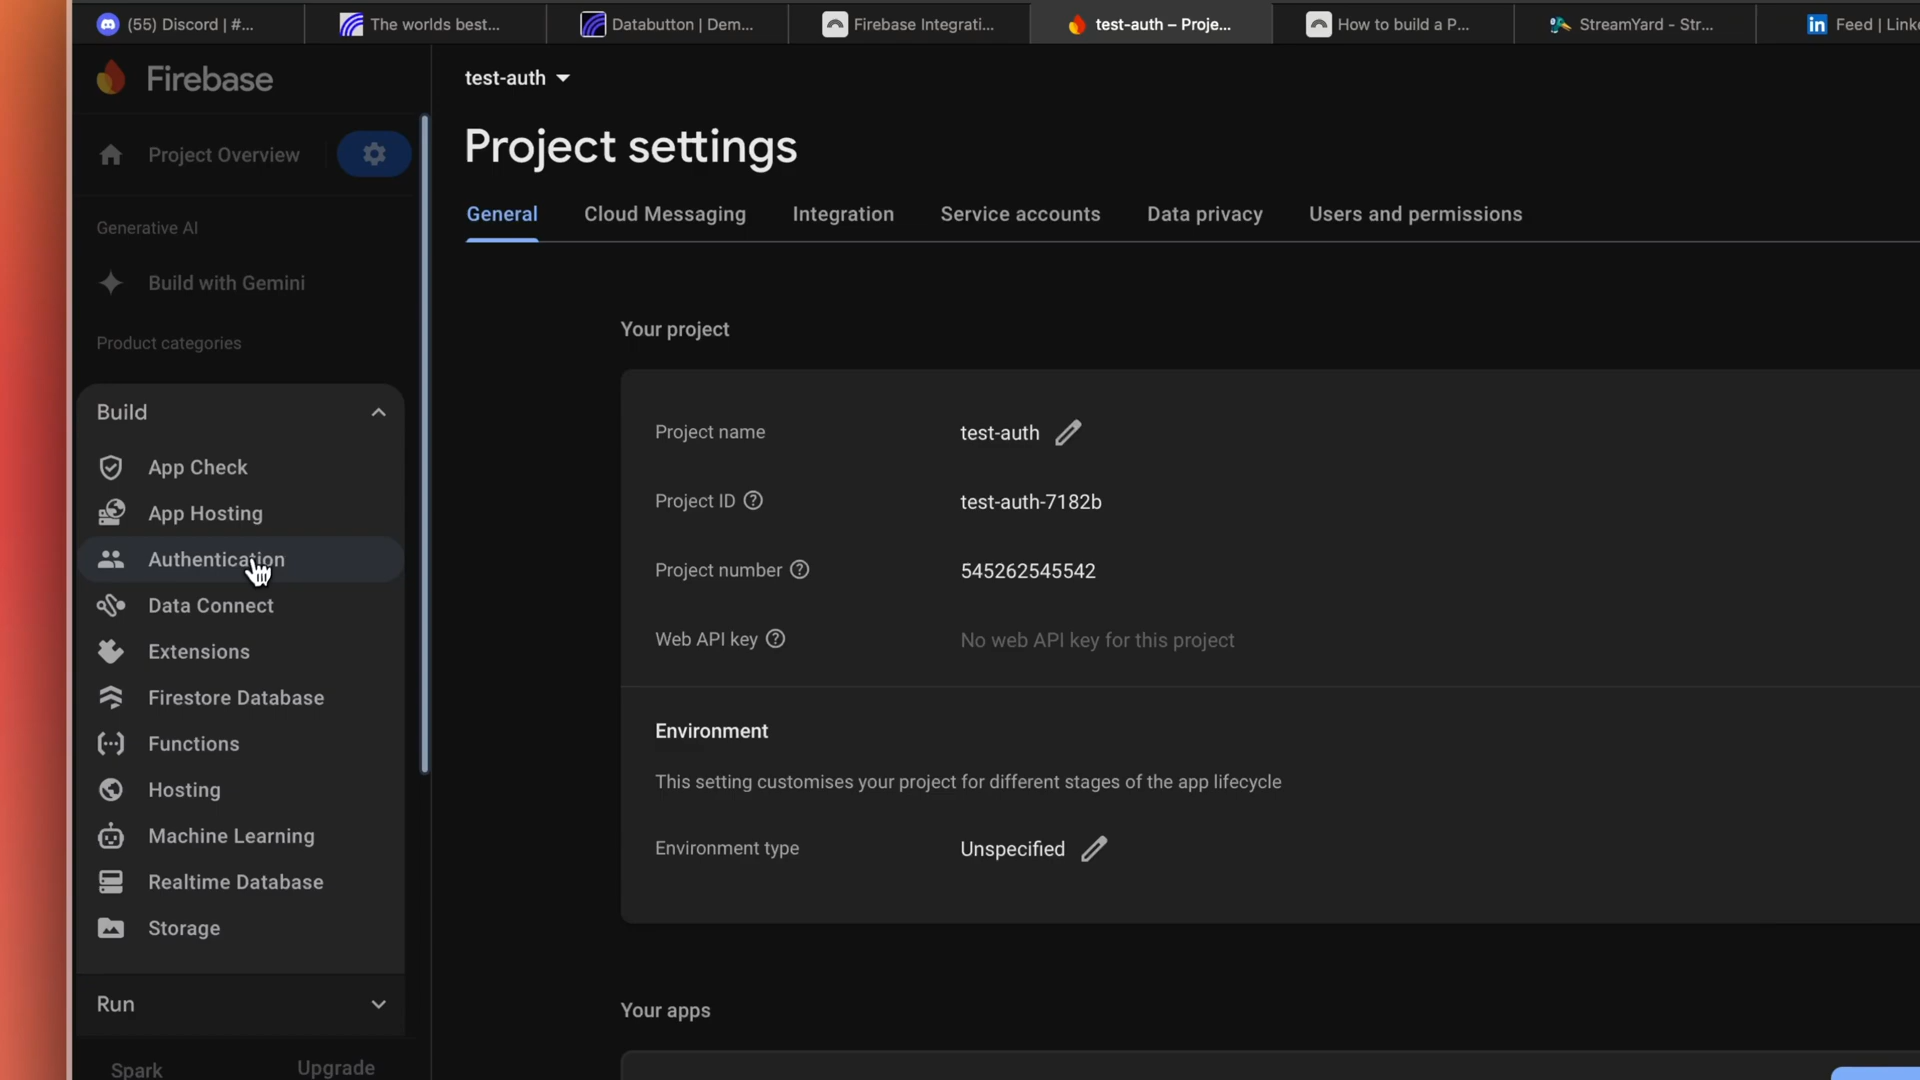 (55) Discord | #...
The worlds best...
Databutton | Dem...
Firebase Integrati...
test-auth – Proje...
How to build a P...
StreamYard - Str...
in Feed | Linke
Firebase
test-auth
Project Overview
Project settings
General
Cloud Messaging
Integration
Service accounts
Data privacy
Users and permissions
Generative AI
Build with Gemini
Product categories
Build
App Check
App Hosting
Authentication
Data Connect
Extensions
Firestore Database
Functions
Hosting
Machine Learning
Realtime Database
Storage
Run
Spark
Upgrade
Your project
Project name
test-auth
Project ID
test-auth-7182b
Project number
545262545542
Web API key
No web API key for this project
Environment
This setting customises your project for different stages of the app lifecycle
Environment type
Unspecified
Your apps